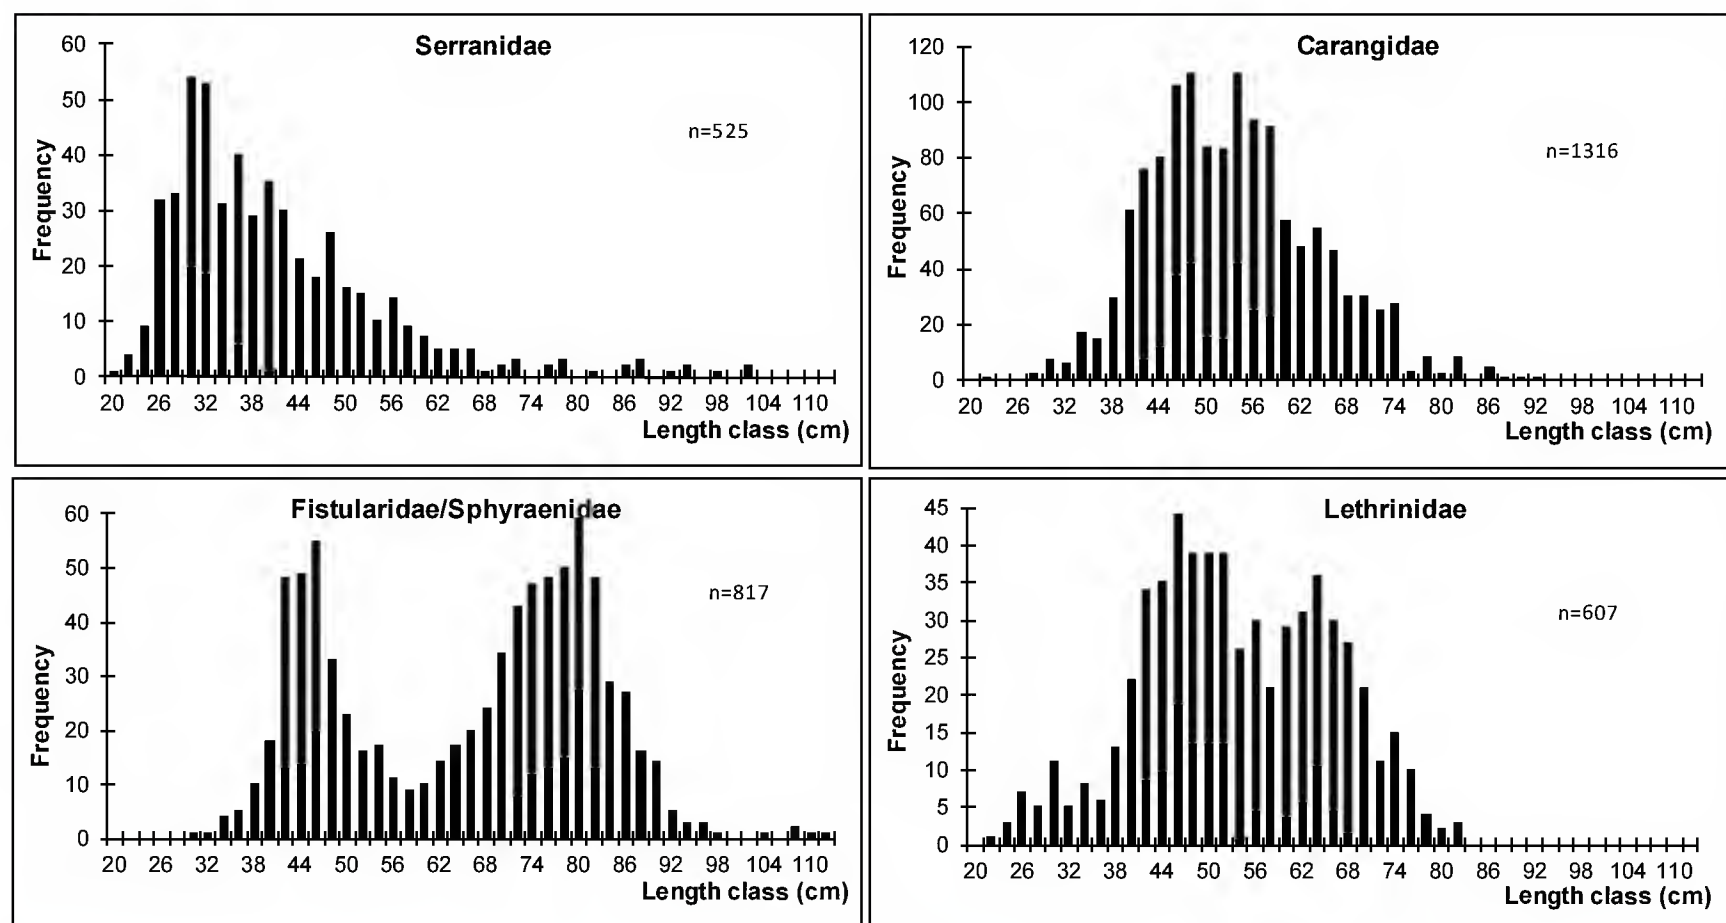 Serranidae
60
50
40
30
20
10
0
Frequency
n=525
20 26 32 38 44 50 56 62 68 74 80 86 92 98 104 110
Length class (cm)
Carangidae
120
100
80
60
40
20
0
Frequency
n=1316
20 26 32 38 44 50 56 62 68 74 80 86 92 98 104 110
Length class (cm)
Fistularidae/Sphyraenidae
60
50
40
30
20
10
0
Frequency
n=817
20 26 32 38 44 50 56 62 68 74 80 86 92 98 104 110
Length class (cm)
Lethrinidae
45
40
35
30
25
20
15
10
5
0
Frequency
n=607
20 26 32 38 44 50 56 62 68 74 80 86 92 98 104 110
Length class (cm)